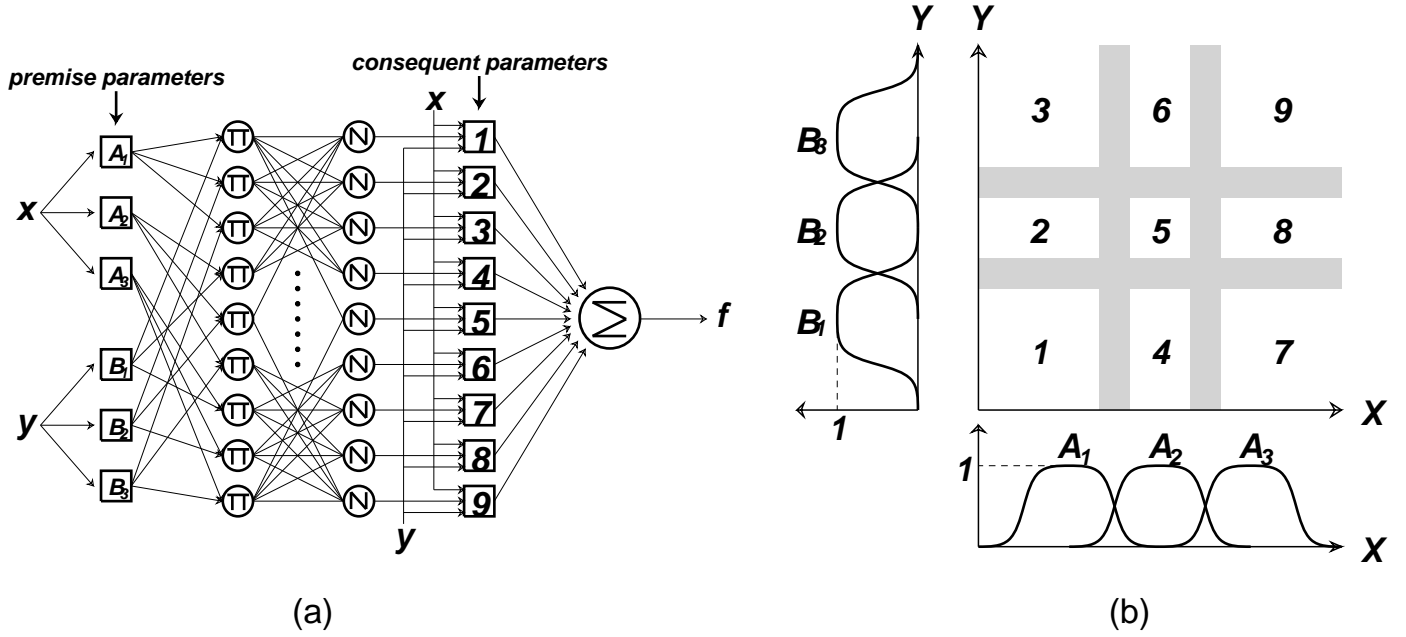 premise parameters
consequent parameters
x
A1
A2
A3
B1
B2
B3
x
y
Π
Π
Π
Π
Π
Π
Π
Π
Π
N
N
N
N
N
N
N
N
N
1
2
3
4
5
6
7
8
9
y
Σ
f
(a)
Y
B3
B2
B1
1
Y
3 6 9
2 5 8
1 4 7
X
1
A1 A2 A3
X
(b)